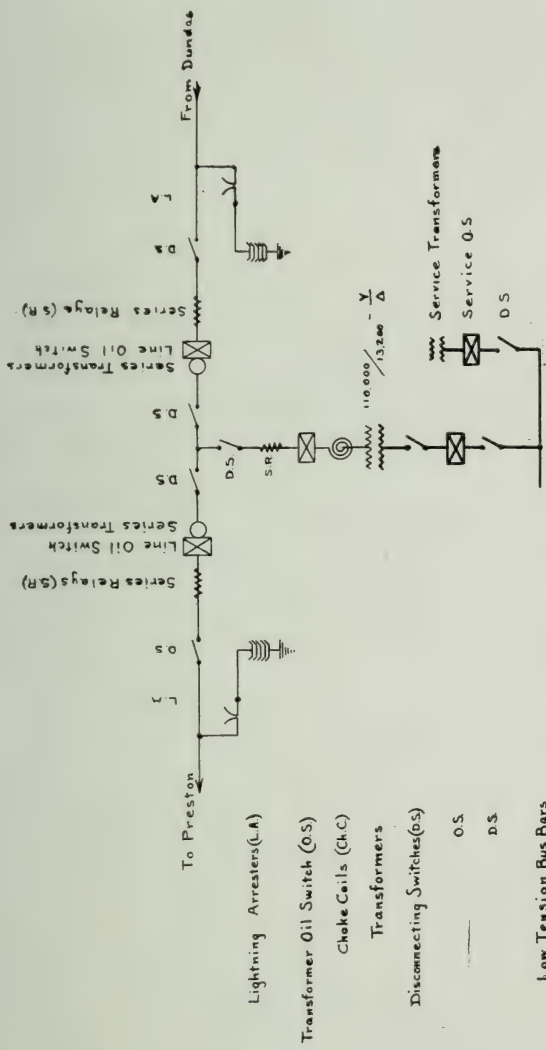 To Preston
L.A
D.S
Series Relays (S.R)
Line Oil Switch
Series Transformers
D.S
D.S
Series Transformers
Line Oil Switch
Series Relays (S.R)
D.S
L.A
From Dundas
Lightning Arresters (L.A)
D.S.
S.R.
Transformer Oil Switch (O.S)
Choke Coils (Ch.C)
Transformers
110,000/13,200 - Y/Δ
Disconnecting Switches (D.S)
Service Transformers
O.S.
Service O.S
D.S.
D.S
Low Tension Bus Bars